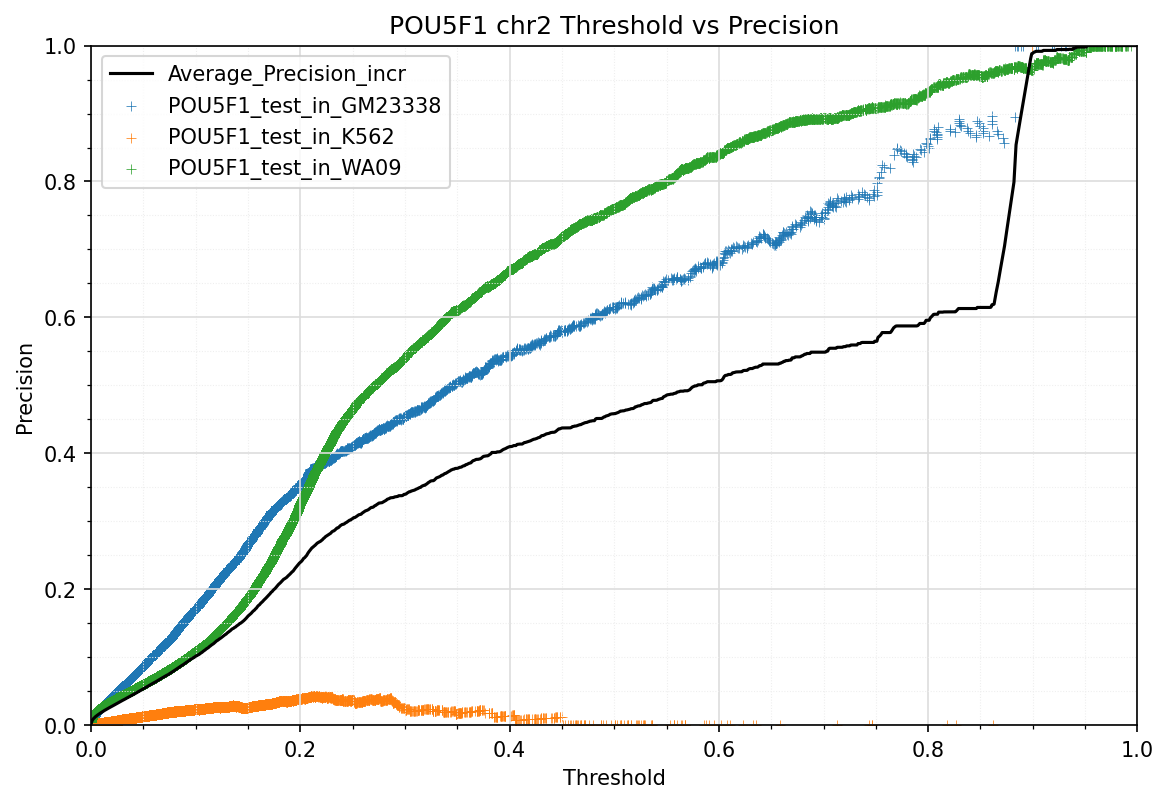 POU5F1 chr2 Threshold vs Precision
1.0
0.8
0.6
0.4
0.2
0.0
Precision
Average_Precision_incr
POU5F1_test_in_GM23338
POU5F1_test_in_K562
POU5F1_test_in_WA09
0.0 0.2 0.4 0.6 0.8 1.0
Threshold